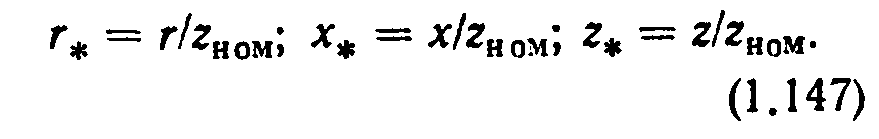 r* = r/zном; x* = x/zном; z* = z/zном.
(1.147)